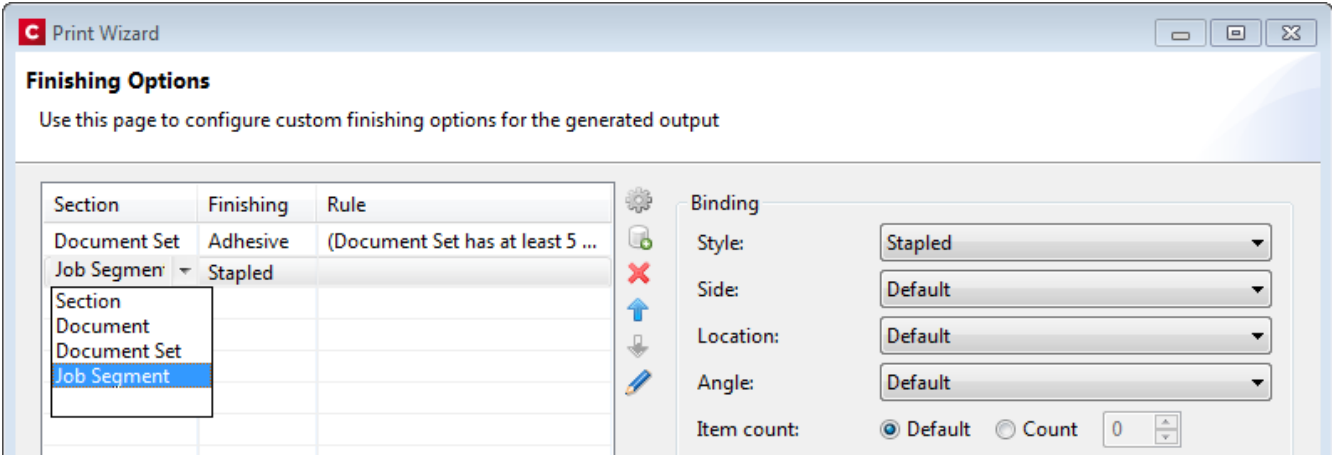 C Print Wizard
Finishing Options
Use this page to configure custom finishing options for the generated output
Section Finishing Rule
Document Set Adhesive (Document Set has at least 5 ...
Job Segment Stapled
Section
Document
Document Set
Job Segment
Binding
Style: Stapled
Side: Default
Location: Default
Angle: Default
Item count: Default Count 0